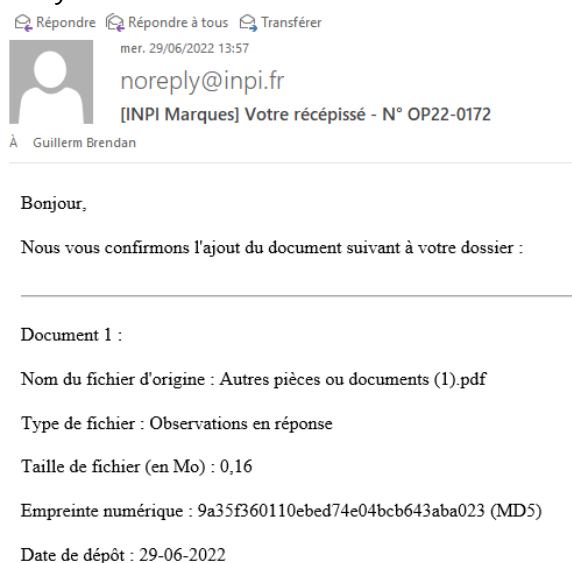 Répondre Répondre à tous Transférer
mer. 29/06/2022 13:57
noreply@inpi.fr
[INPI Marques] Votre récépissé - N° OP22-0172
À Guillerm Brendan
Bonjour,
Nous vous confirmons l'ajout du document suivant à votre dossier :
Document 1 :
Nom du fichier d'origine : Autres pièces ou documents (1).pdf
Type de fichier : Observations en réponse
Taille de fichier (en Mo) : 0,16
Empreinte numérique : 9a35f360110ebed74e04bcb643aba023 (MD5)
Date de dépôt : 29-06-2022